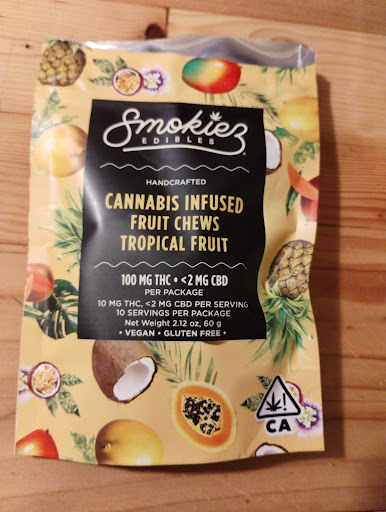 Smokiez
EDIBLES
HANDCRAFTED
CANNABIS INFUSED
FRUIT CHEWS
TROPICAL FRUIT
100 MG THC • <2 MG CBD
PER PACKAGE
10 MG THC, <2 MG CBD PER SERVING
10 SERVINGS PER PACKAGE
Net Weight 2.12 oz, 60 g
• VEGAN • GLUTEN FREE •
!
CA